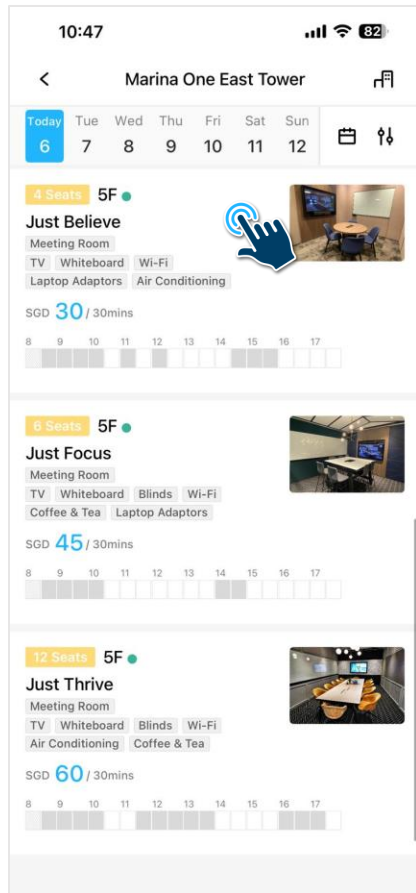 10:47
82
Marina One East Tower
Today Tue Wed Thu Fri Sat Sun
6 7 8 9 10 11 12
4 Seats 5F
Just Believe
Meeting Room
TV Whiteboard Wi-Fi
Laptop Adaptors Air Conditioning
SGD 30 / 30mins
8 9 10 11 12 13 14 15 16 17
6 Seats 5F
Just Focus
Meeting Room
TV Whiteboard Blinds Wi-Fi
Coffee & Tea Laptop Adaptors
SGD 45 / 30mins
8 9 10 11 12 13 14 15 16 17
12 Seats 5F
Just Thrive
Meeting Room
TV Whiteboard Blinds Wi-Fi
Air Conditioning Coffee & Tea
SGD 60 / 30mins
8 9 10 11 12 13 14 15 16 17